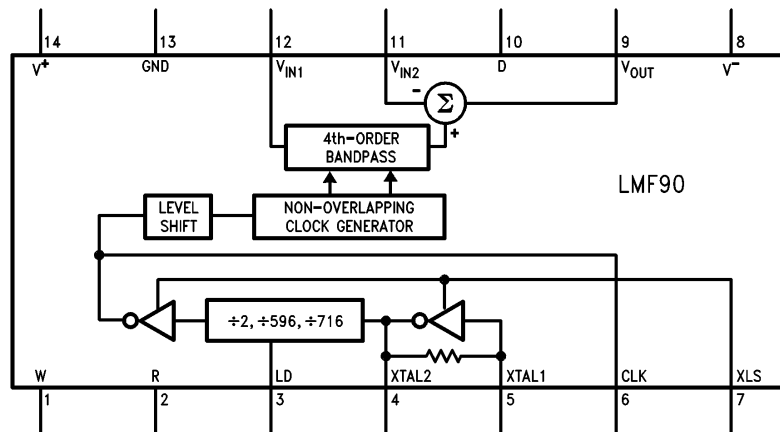 14 13 12 11 10 9 8
V+ GND VIN1 VIN2 D VOUT V−
− Σ
+
4th-ORDER
BANDPASS
LMF90
LEVEL
SHIFT
NON-OVERLAPPING
CLOCK GENERATOR
÷2, ÷596, ÷716
W R LD XTAL2 XTAL1 CLK XLS
1 2 3 4 5 6 7